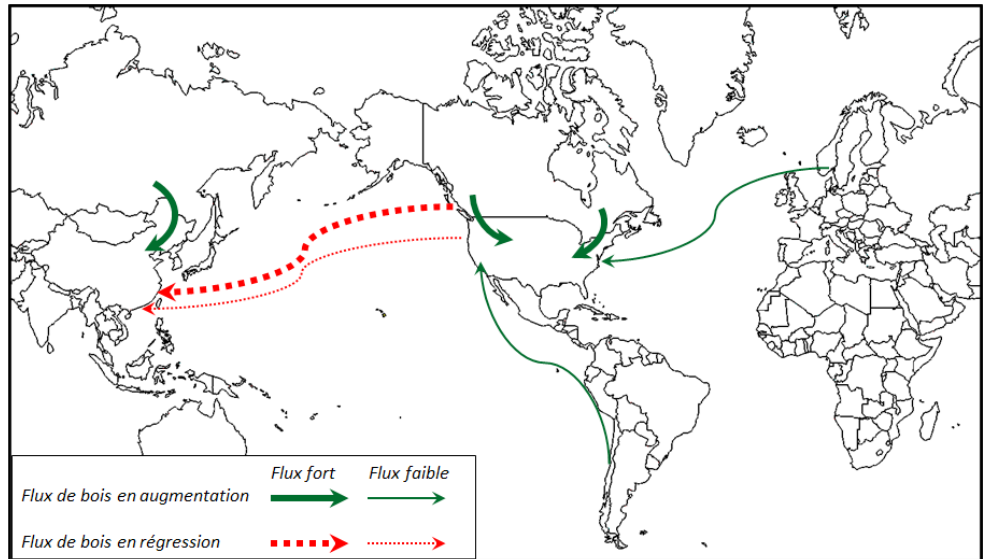 Flux fort Flux faible
Flux de bois en augmentation
Flux de bois en régression